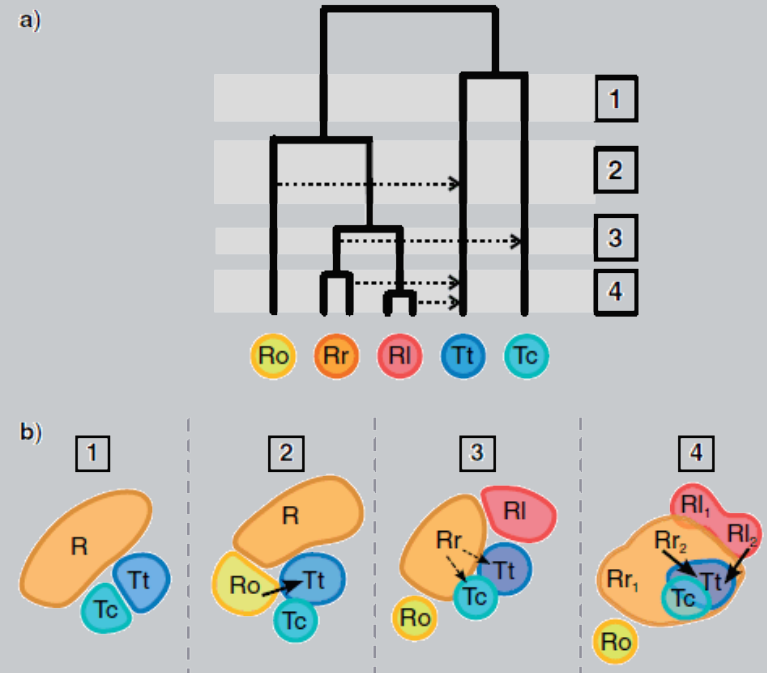 a)
1
2
3
4
Ro Rr Rl Tt Tc
b)
1 2 3 4
R Tt Tc
R Ro Tt Tc
Rl Rr Tt Tc Ro
Rl1 Rl2 Rr2 Rr1 Tt Tc Ro